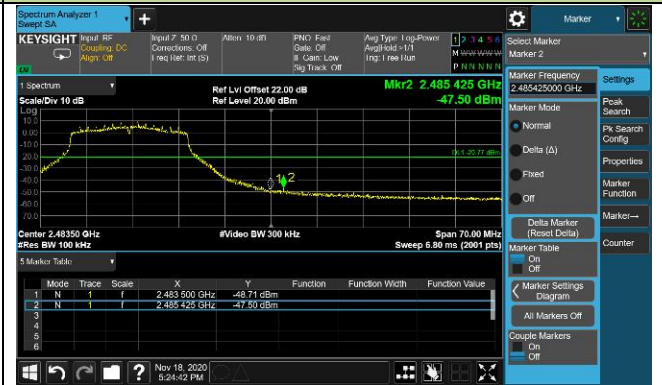 Spectrum Analyzer 1
Swept SA
+
Marker
KEYSIGHT
Input: RF
Coupling: DC
Align: Off
Input Z: 50 Ω
Corrections: Off
Freq Ref: Int (S)
Atten: 10 dB
PNO: Fast
Gate: Off
IF Gain: Low
Sig Track: Off
Avg Type: Log-Power
Avg|Hold:>1/1
Trig: Free Run
1 2 3 4 5 6
M W W W W W
P N N N N N
Select Marker
Marker 2
1 Spectrum
Scale/Div 10 dB
Ref Lvl Offset 22.00 dB
Ref Level 20.00 dBm
Mkr2 2.485 425 GHz
-47.50 dBm
Marker Frequency
2.485425000 GHz
Settings
Log
10.0
0.00
-10.0
-20.0
-30.0
-40.0
-50.0
-60.0
-70.0
1
2
DL1 -20.77 dBm
Marker Mode
Normal
Delta (Δ)
Fixed
Off
Peak
Search
Pk Search
Config
Properties
Marker
Function
Marker→
Counter
Center 2.48350 GHz
#Res BW 100 kHz
#Video BW 300 kHz
Span 70.00 MHz
Sweep 6.80 ms (2001 pts)
Delta Marker
(Reset Delta)
Marker Table
On
Off
Marker Settings
Diagram
All Markers Off
Couple Markers
On
Off
5 Marker Table
Mode Trace Scale X Y Function Function Width Function Value
1 N 1 f 2.483 500 GHz -48.71 dBm
2 N 1 f 2.485 425 GHz -47.50 dBm
3
4
5
6
?
Nov 18, 2020
5:24:42 PM